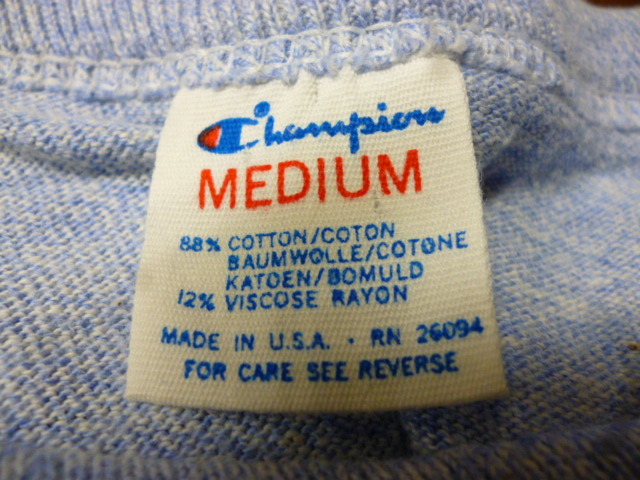 Champion
MEDIUM
88% COTTON/COTON
BAUMWOLLE/COTONE
KATOEN/BOMULD
12% VISCOSE RAYON
MADE IN U.S.A. · RN 26094
FOR CARE SEE REVERSE